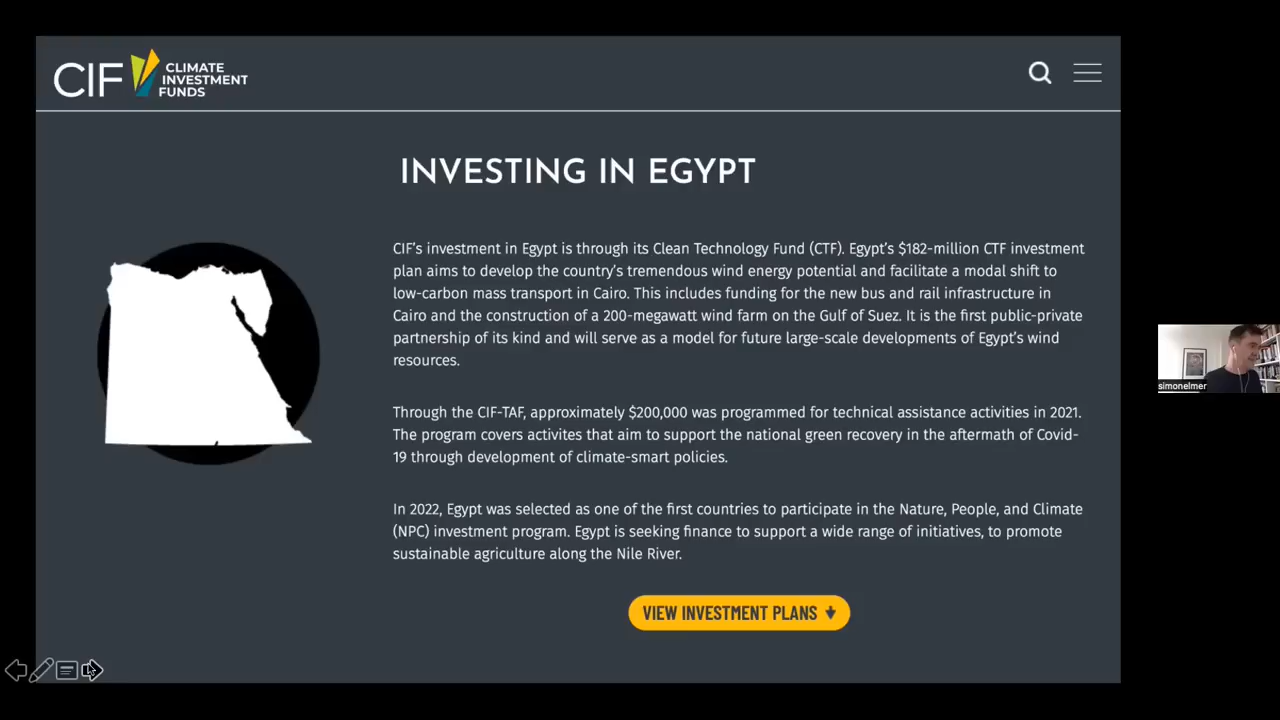 CIF CLIMATE
INVESTMENT
FUNDS
INVESTING IN EGYPT
CIF's investment in Egypt is through its Clean Technology Fund (CTF). Egypt's $182-million CTF investment
plan aims to develop the country's tremendous wind energy potential and facilitate a modal shift to
low-carbon mass transport in Cairo. This includes funding for the new bus and rail infrastructure in
Cairo and the construction of a 200-megawatt wind farm on the Gulf of Suez. It is the first public-private
partnership of its kind and will serve as a model for future large-scale developments of Egypt's wind
resources.
Through the CIF-TAF, approximately $200,000 was programmed for technical assistance activities in 2021.
The program covers activites that aim to support the national green recovery in the aftermath of Covid-
19 through development of climate-smart policies.
In 2022, Egypt was selected as one of the first countries to participate in the Nature, People, and Climate
(NPC) investment program. Egypt is seeking finance to support a wide range of initiatives, to promote
sustainable agriculture along the Nile River.
VIEW INVESTMENT PLANS
simonelmer